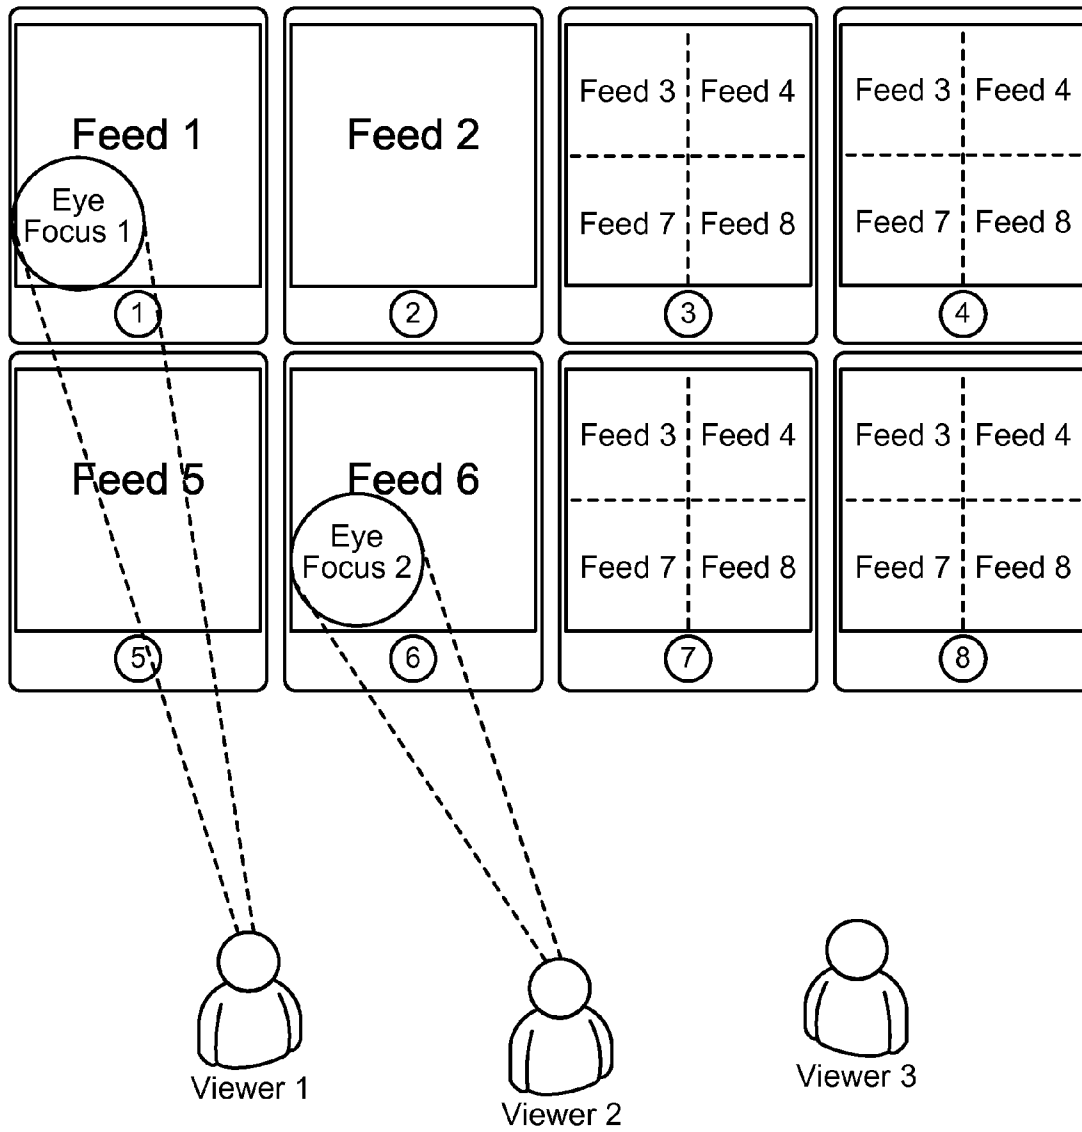 Feed 1
Eye
Focus 1
1
Feed 2
2
Feed 3 Feed 4
Feed 7 Feed 8
3
Feed 3 Feed 4
Feed 7 Feed 8
4
Feed 5
5
Feed 6
Eye
Focus 2
6
Feed 3 Feed 4
Feed 7 Feed 8
7
Feed 3 Feed 4
Feed 7 Feed 8
8
Viewer 1
Viewer 2
Viewer 3